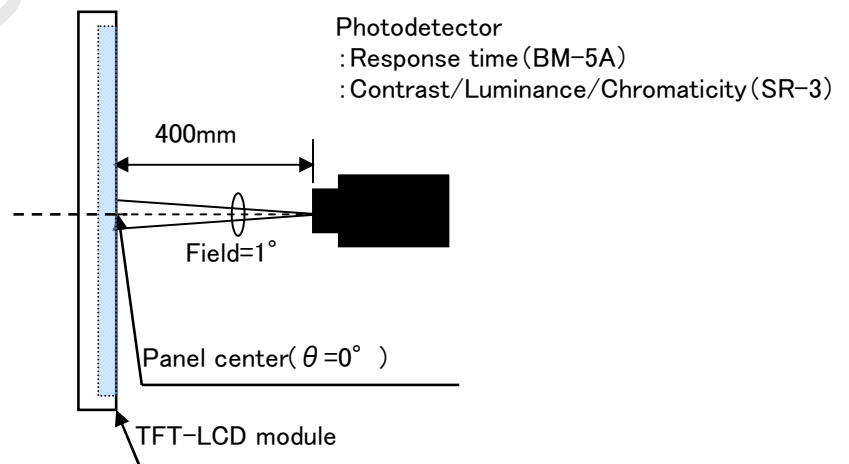 Photodetector
:Response time(BM-5A)
:Contrast/Luminance/Chromaticity(SR-3)
400mm
Field=1°
Panel center(θ=0° )
TFT-LCD module